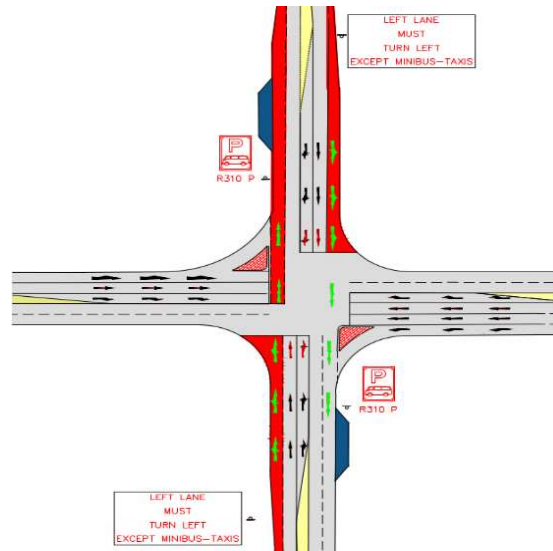 LEFT LANE
MUST
TURN LEFT
EXCEPT MINIBUS-TAXIS
P
R310 P
P
R310 P
LEFT LANE
MUST
TURN LEFT
EXCEPT MINIBUS-TAXIS